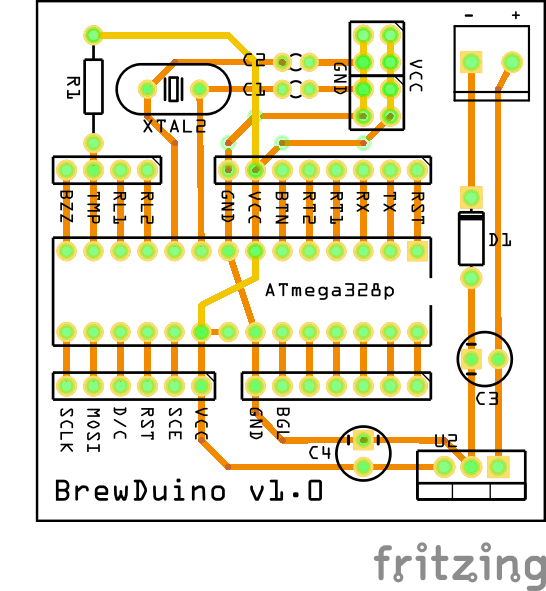 - +
C2
C1
GND VCC
R1
XTAL2
BZZ TMP RL1 RL2 GND VCC BTN RT2 RT1 RX TX RST
D1
ATmega328p
C3
SCLK MOSI D/C RST SCE VCC GND BGL
U2
C4
BrewDuino v1.0
fritzing